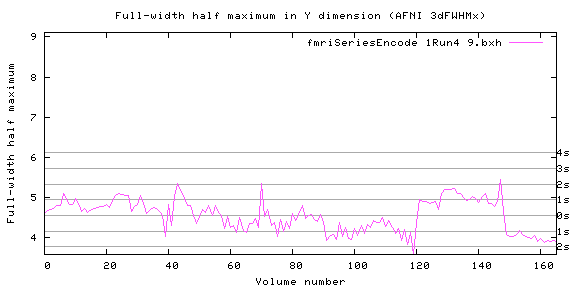 Full-width half maximum in Y dimension (AFNI 3dFWHMx)
fmriSeriesEncode 1Run4 9.bxh
Full-width half maximum
9
8
7
6
5
4
4s
3s
2s
1s
0s
1s
2s
0 20 40 60 80 100 120 140 160
Volume number